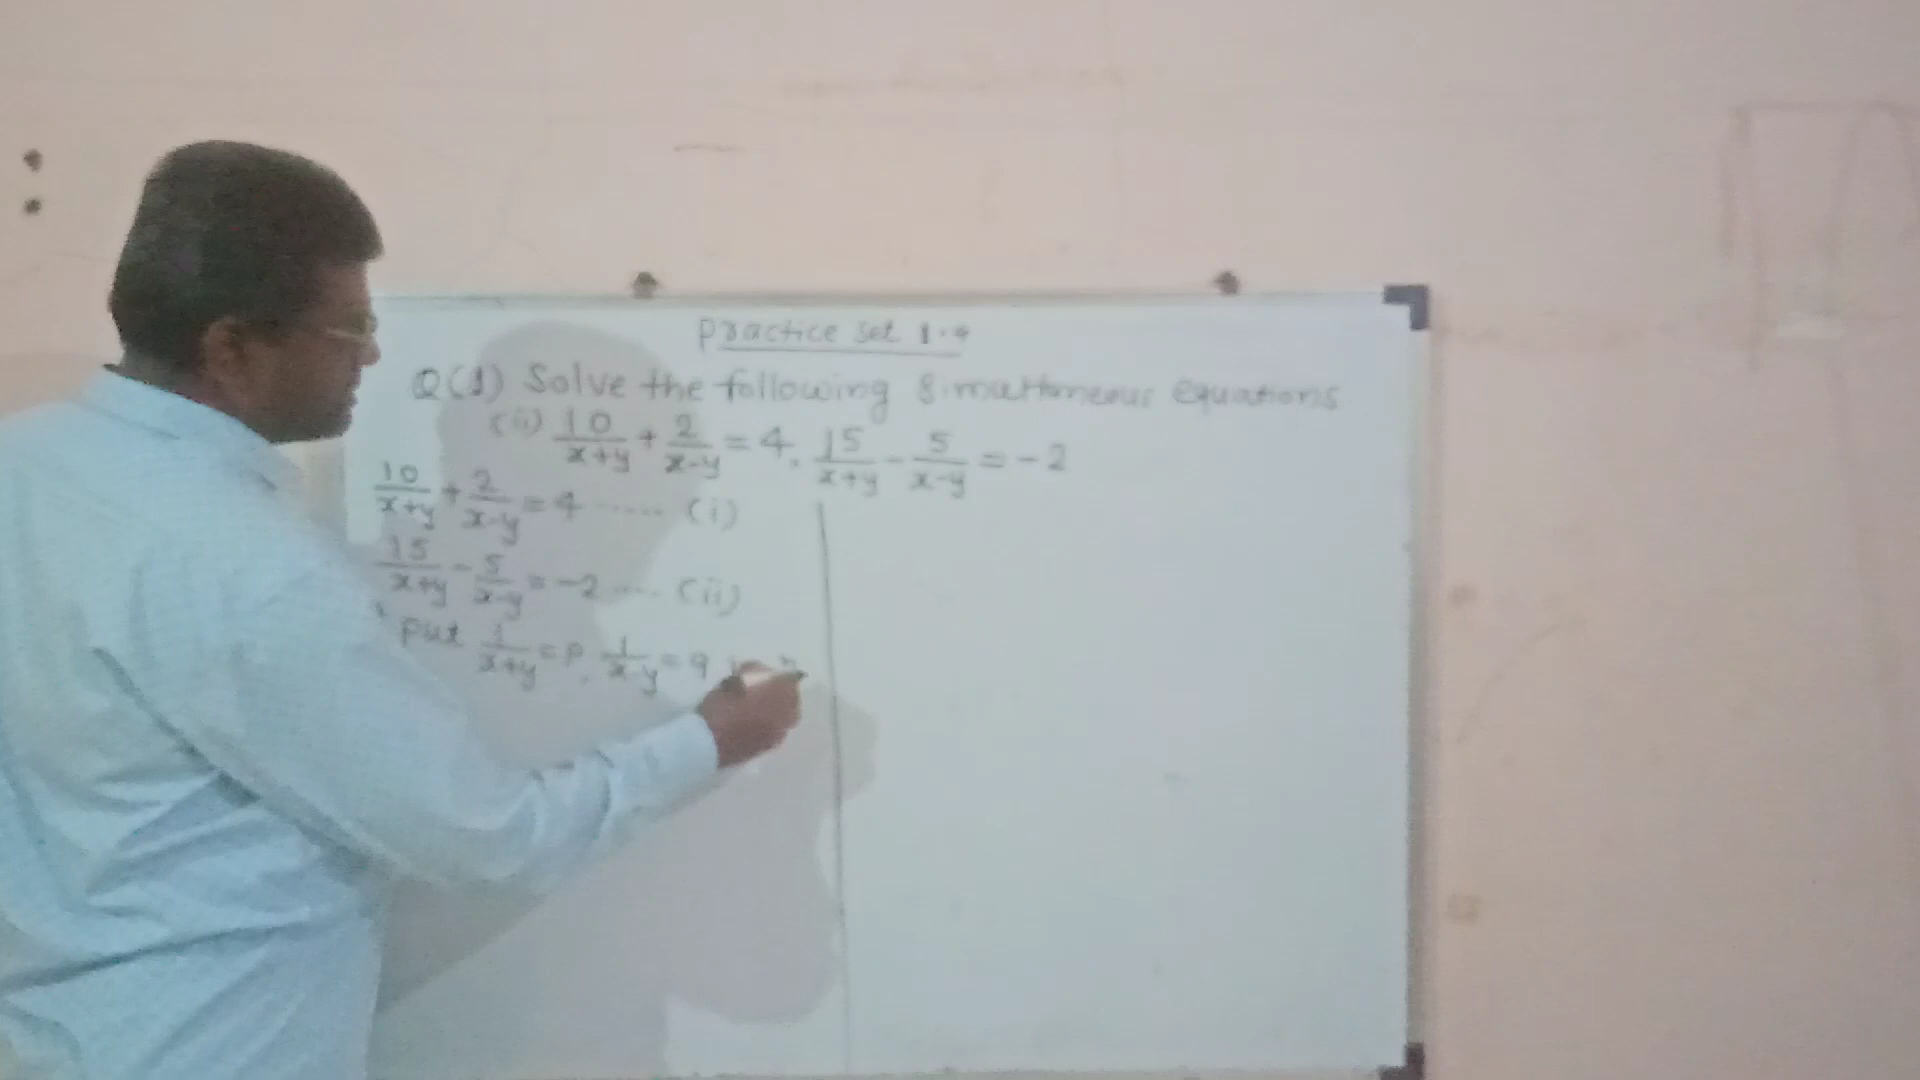 Practice Set 1.4
Q(1) Solve the following Simultaneous equations
(ii) 10/x+y + 2/x-y = 4, 15/x+y - 5/x-y = -2
10/x+y + 2/x-y = 4 ...... (i)
15/x+y - 5/x-y = -2 ..... (ii)
Put 1/x+y = P, 1/x-y = q